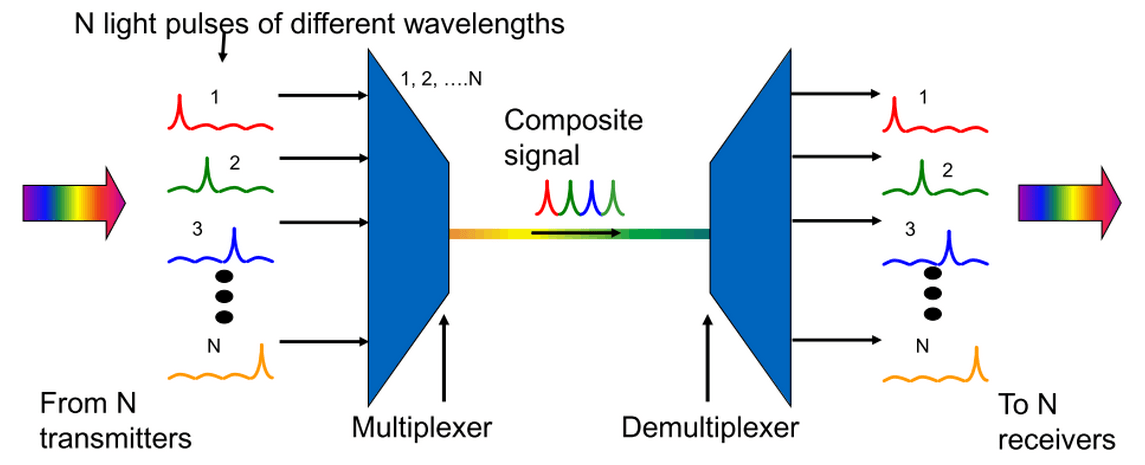 N light pulses of different wavelengths
1
1, 2, ….N
1
Composite
signal
2
2
3
3
N
N
From N
transmitters
Multiplexer
Demultiplexer
To N
receivers